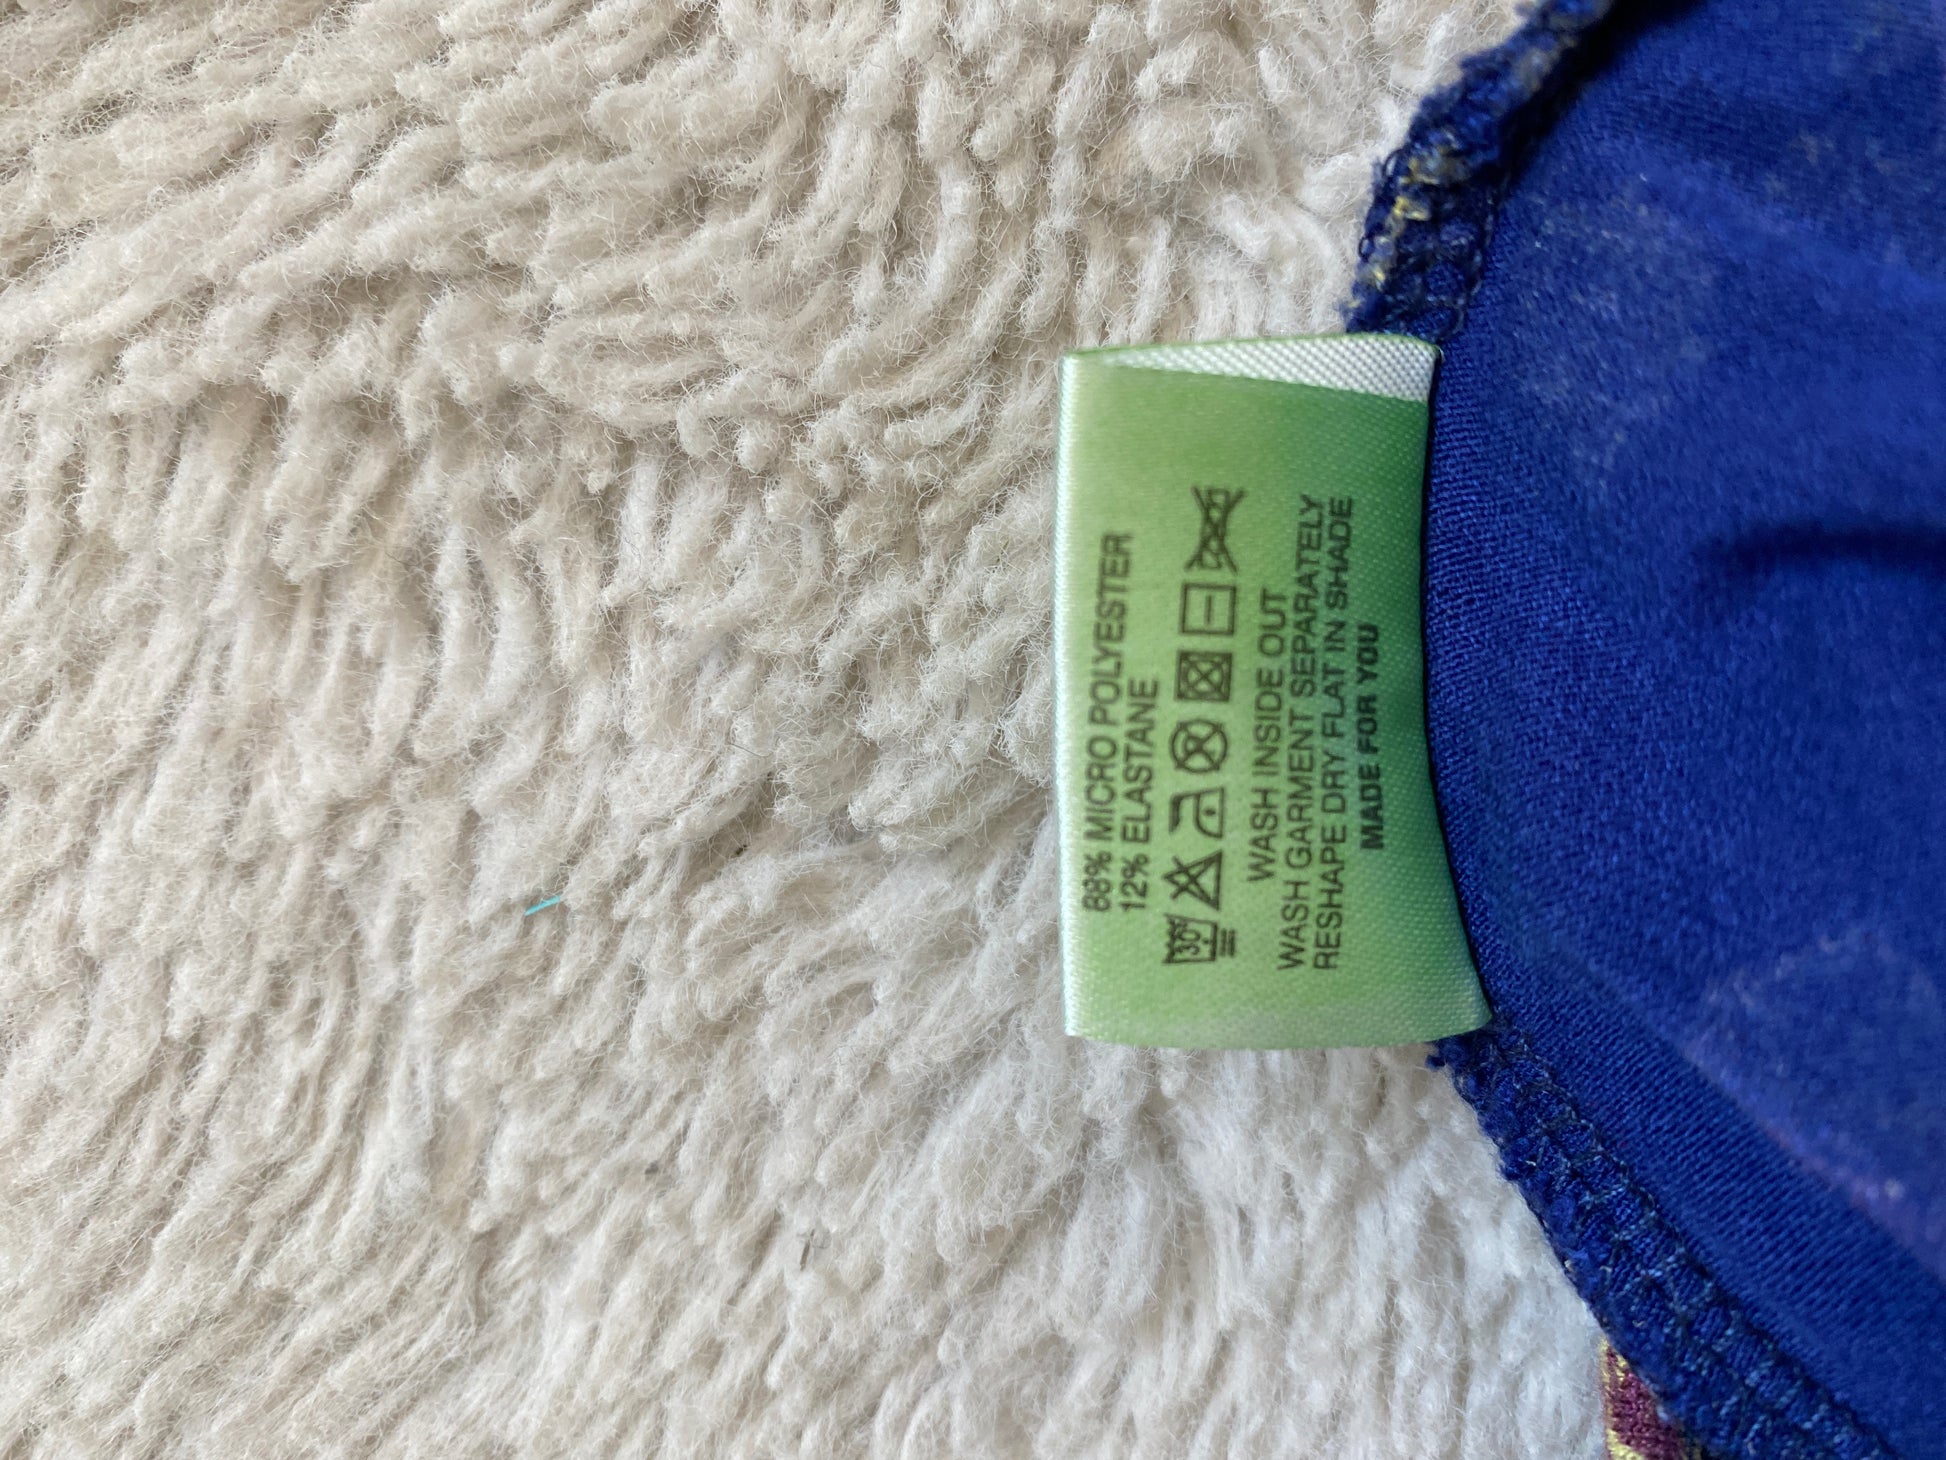 88% MICRO POLYESTER
12% ELASTANE
30°
WASH INSIDE OUT
WASH GARMENT SEPARATELY
RESHAPE DRY FLAT IN SHADE
MADE FOR YOU